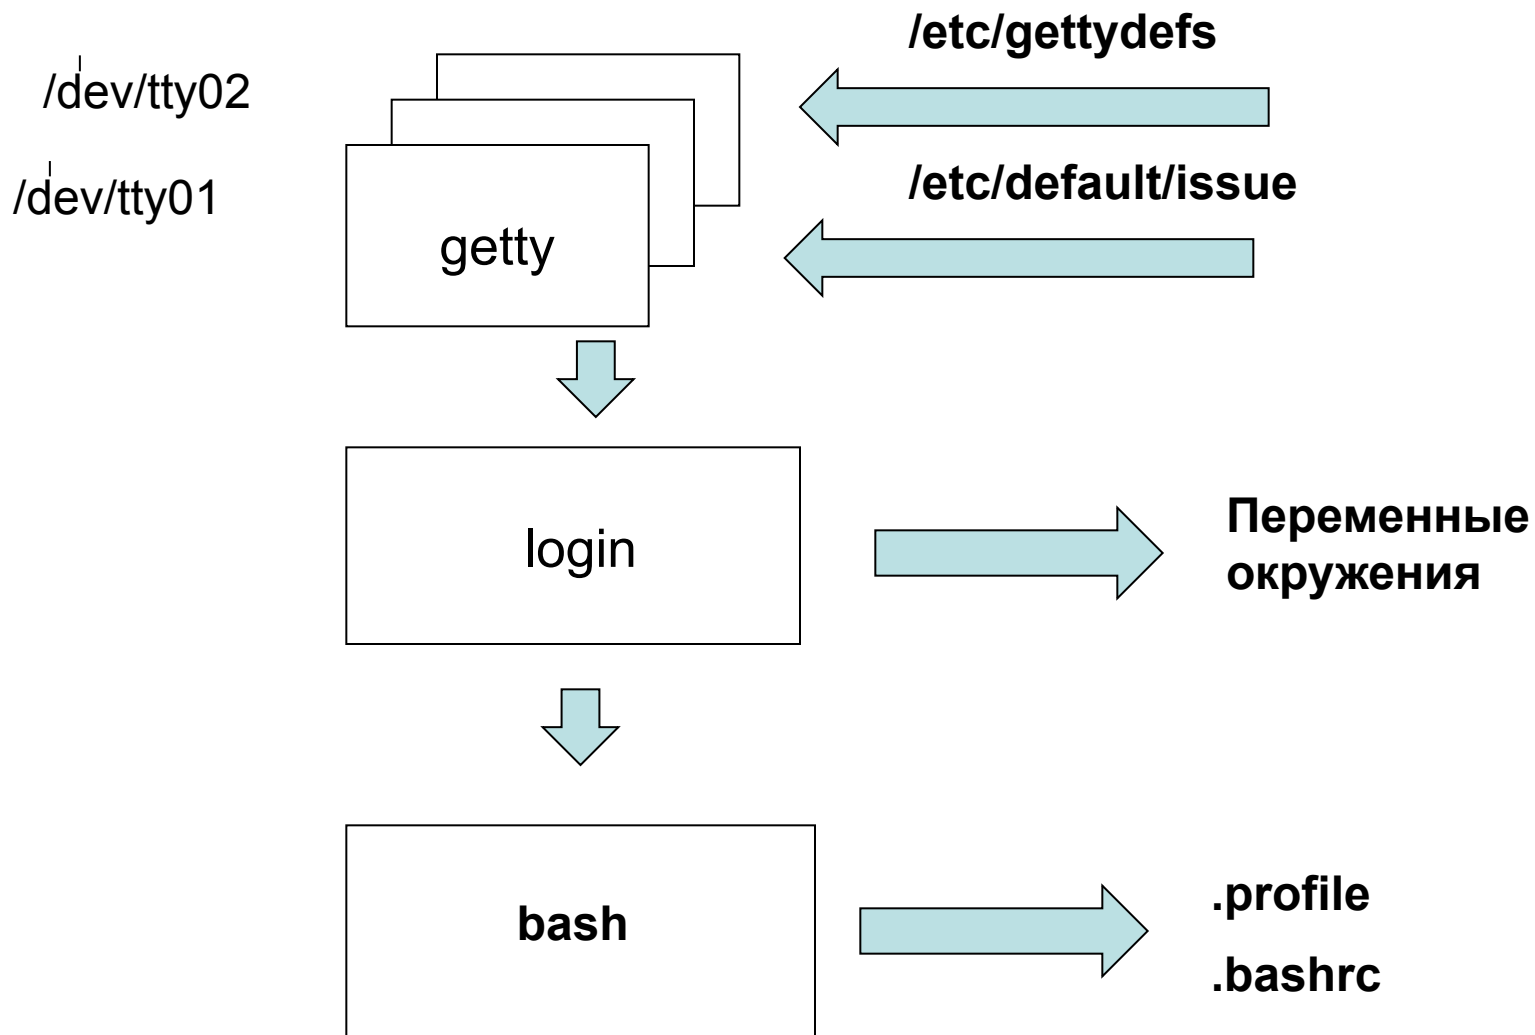 /etc/gettydefs
/dev/tty02
/etc/default/issue
/dev/tty01
getty
login
Переменные
окружения
bash
.profile
.bashrc